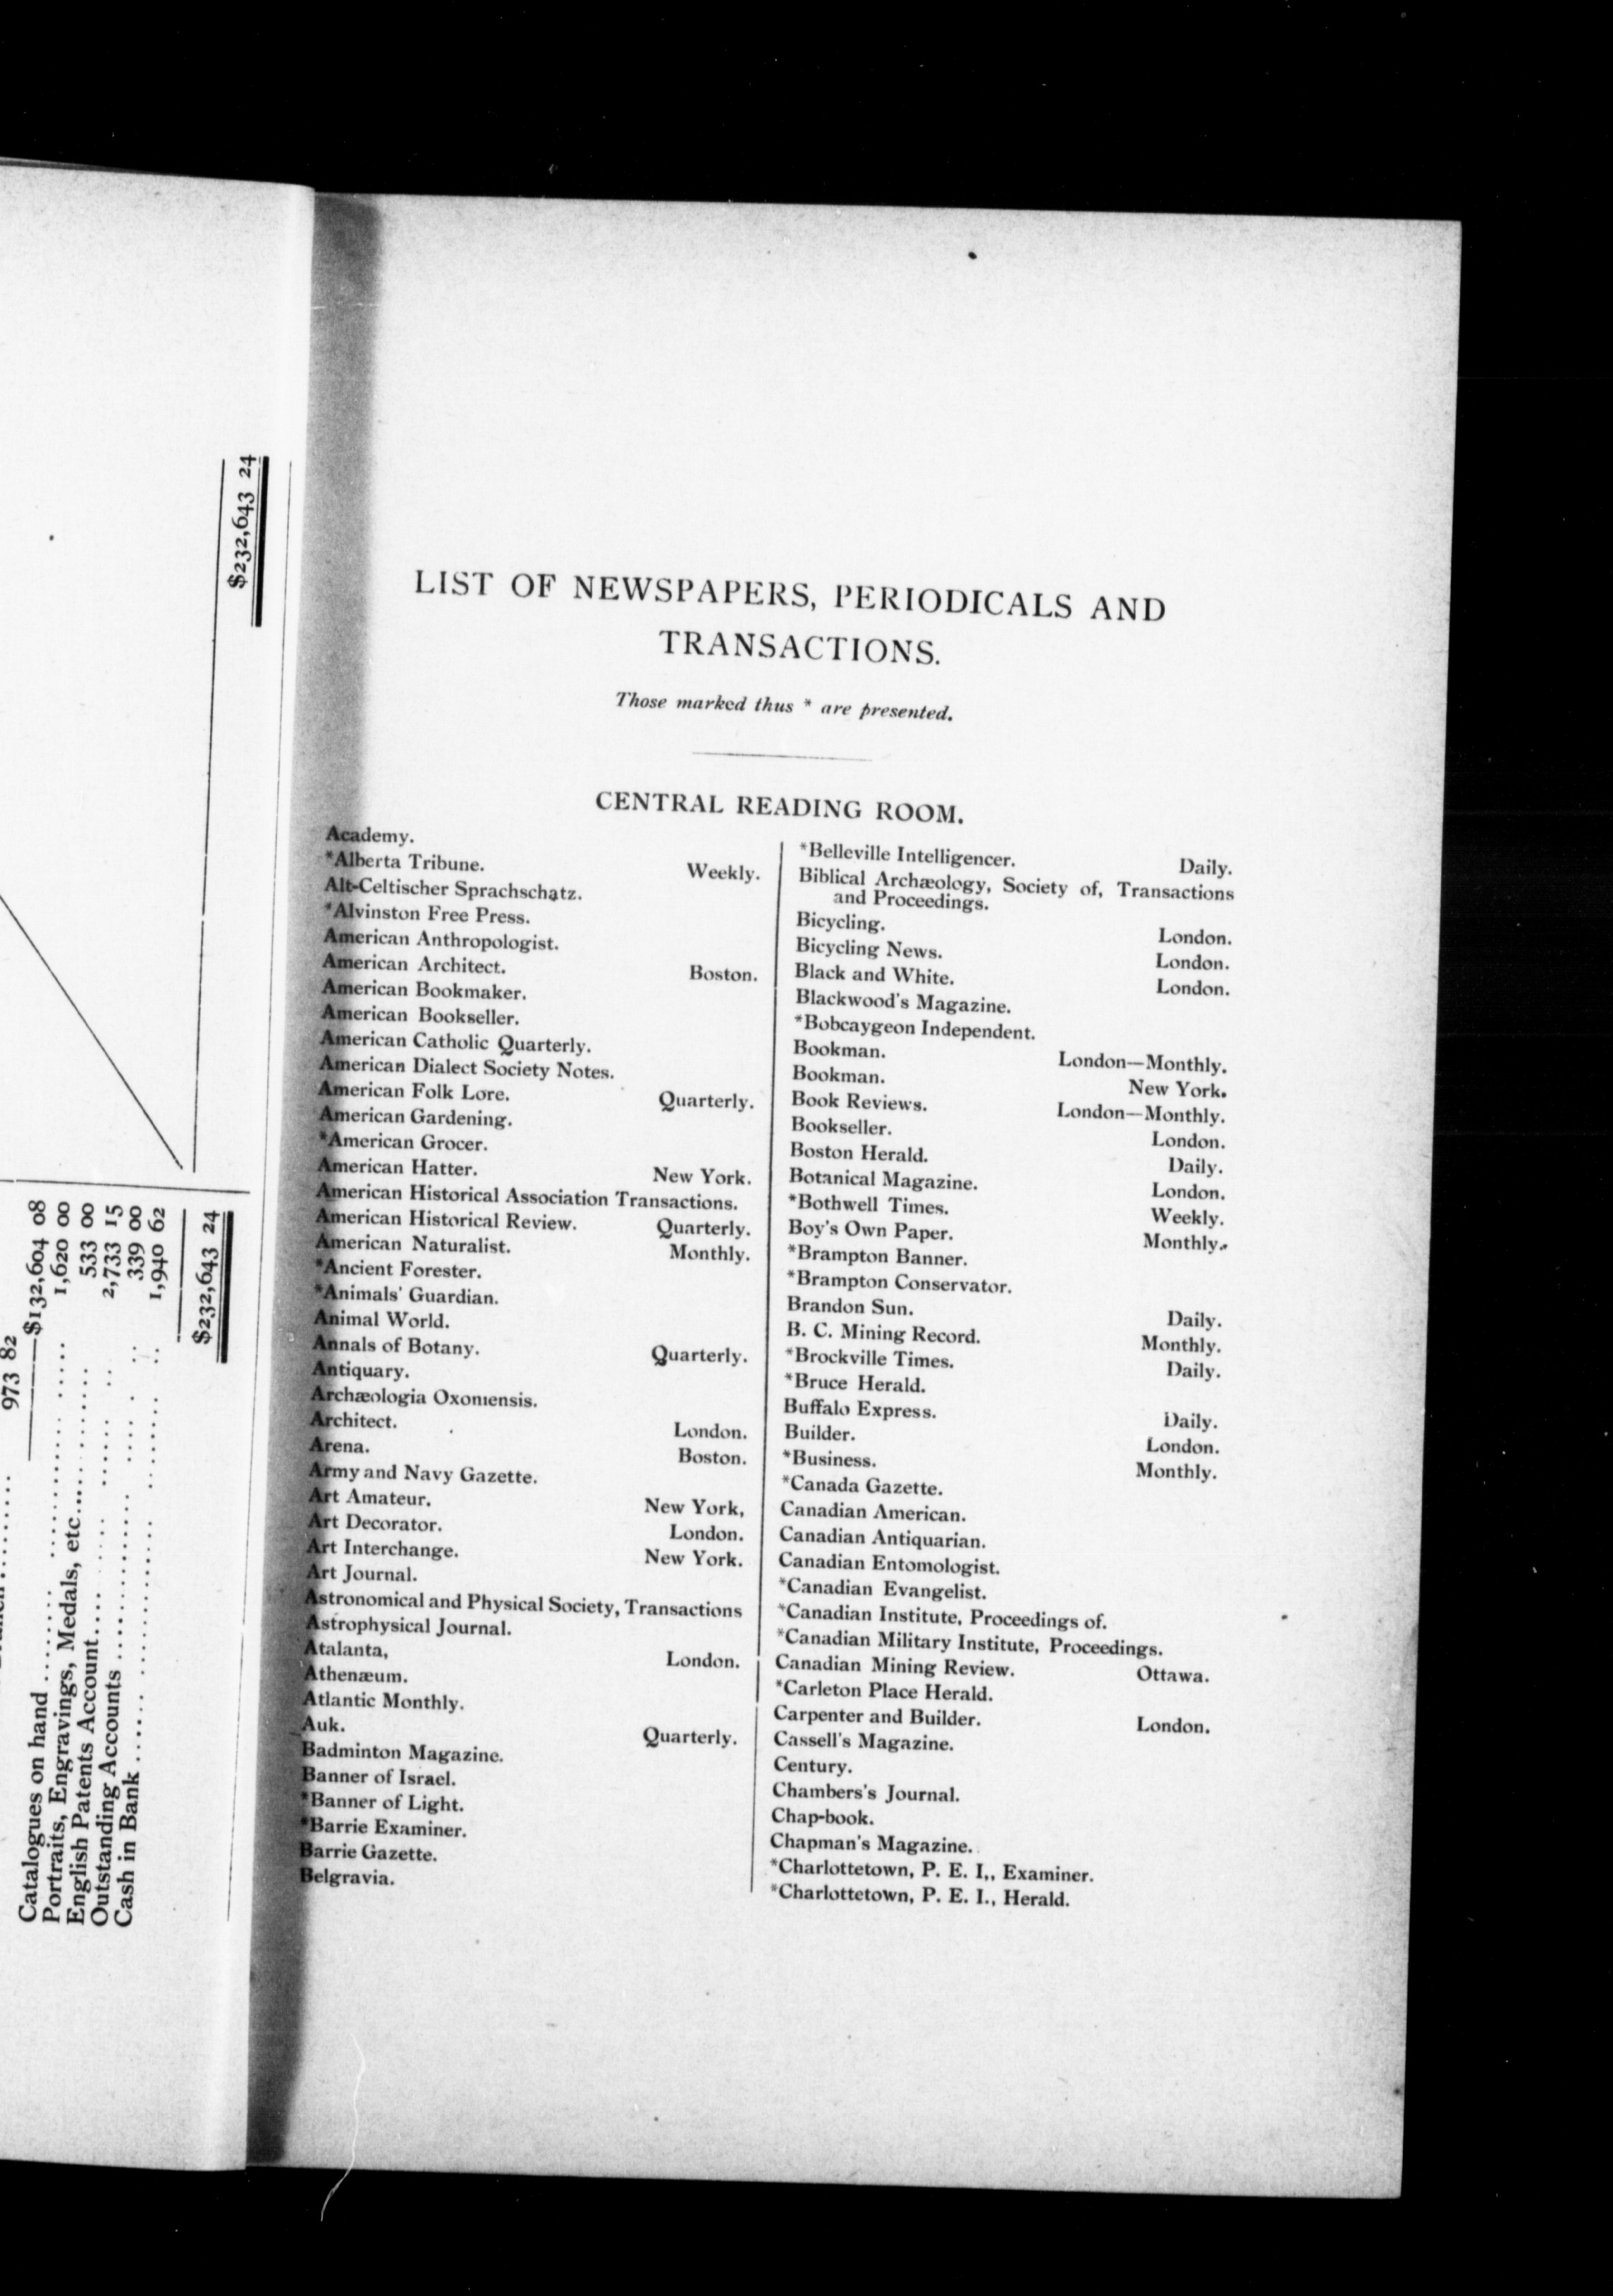 973 82
Catalogues on hand ........ $132,604 08
Portraits, Engravings, Medals, etc .... 1,620 00
English Patents Account .... 533 00
Outstanding Accounts .... 2,733 15
.... 339 00
Cash in Bank .... 1,940 62
$232,643 24
$232,643 24
LIST OF NEWSPAPERS, PERIODICALS AND
TRANSACTIONS.
Those marked thus * are presented.
CENTRAL READING ROOM.
Academy.
*Alberta Tribune. Weekly.
Alt-Celtischer Sprachschatz.
*Alvinston Free Press.
American Anthropologist.
American Architect. Boston.
American Bookmaker.
American Bookseller.
American Catholic Quarterly.
American Dialect Society Notes.
American Folk Lore. Quarterly.
American Gardening.
*American Grocer.
American Hatter. New York.
American Historical Association Transactions.
American Historical Review. Quarterly.
American Naturalist. Monthly.
*Ancient Forester.
*Animals' Guardian.
Animal World.
Annals of Botany. Quarterly.
Antiquary.
Archæologia Oxoniensis.
Architect. London.
Arena. Boston.
Army and Navy Gazette.
Art Amateur. New York,
Art Decorator. London.
Art Interchange. New York.
Art Journal.
Astronomical and Physical Society, Transactions
Astrophysical Journal.
Atalanta, London.
Athenæum.
Atlantic Monthly.
Auk. Quarterly.
Badminton Magazine.
Banner of Israel.
*Banner of Light.
*Barrie Examiner.
Barrie Gazette.
Belgravia.
*Belleville Intelligencer. Daily.
Biblical Archæology, Society of, Transactions
and Proceedings.
Bicycling. London.
Bicycling News. London.
Black and White. London.
Blackwood's Magazine.
*Bobcaygeon Independent.
Bookman. London—Monthly.
Bookman. New York.
Book Reviews. London—Monthly.
Bookseller. London.
Boston Herald. Daily.
Botanical Magazine. London.
*Bothwell Times. Weekly.
Boy's Own Paper. Monthly.
*Brampton Banner.
*Brampton Conservator.
Brandon Sun. Daily.
B. C. Mining Record. Monthly.
*Brockville Times. Daily.
*Bruce Herald.
Buffalo Express. Daily.
Builder. London.
*Business. Monthly.
*Canada Gazette.
Canadian American.
Canadian Antiquarian.
Canadian Entomologist.
*Canadian Evangelist.
*Canadian Institute, Proceedings of.
*Canadian Military Institute, Proceedings.
Canadian Mining Review. Ottawa.
*Carleton Place Herald.
Carpenter and Builder. London.
Cassell's Magazine.
Century.
Chambers's Journal.
Chap-book.
Chapman's Magazine.
*Charlottetown, P. E. I,, Examiner.
*Charlottetown, P. E. I., Herald.